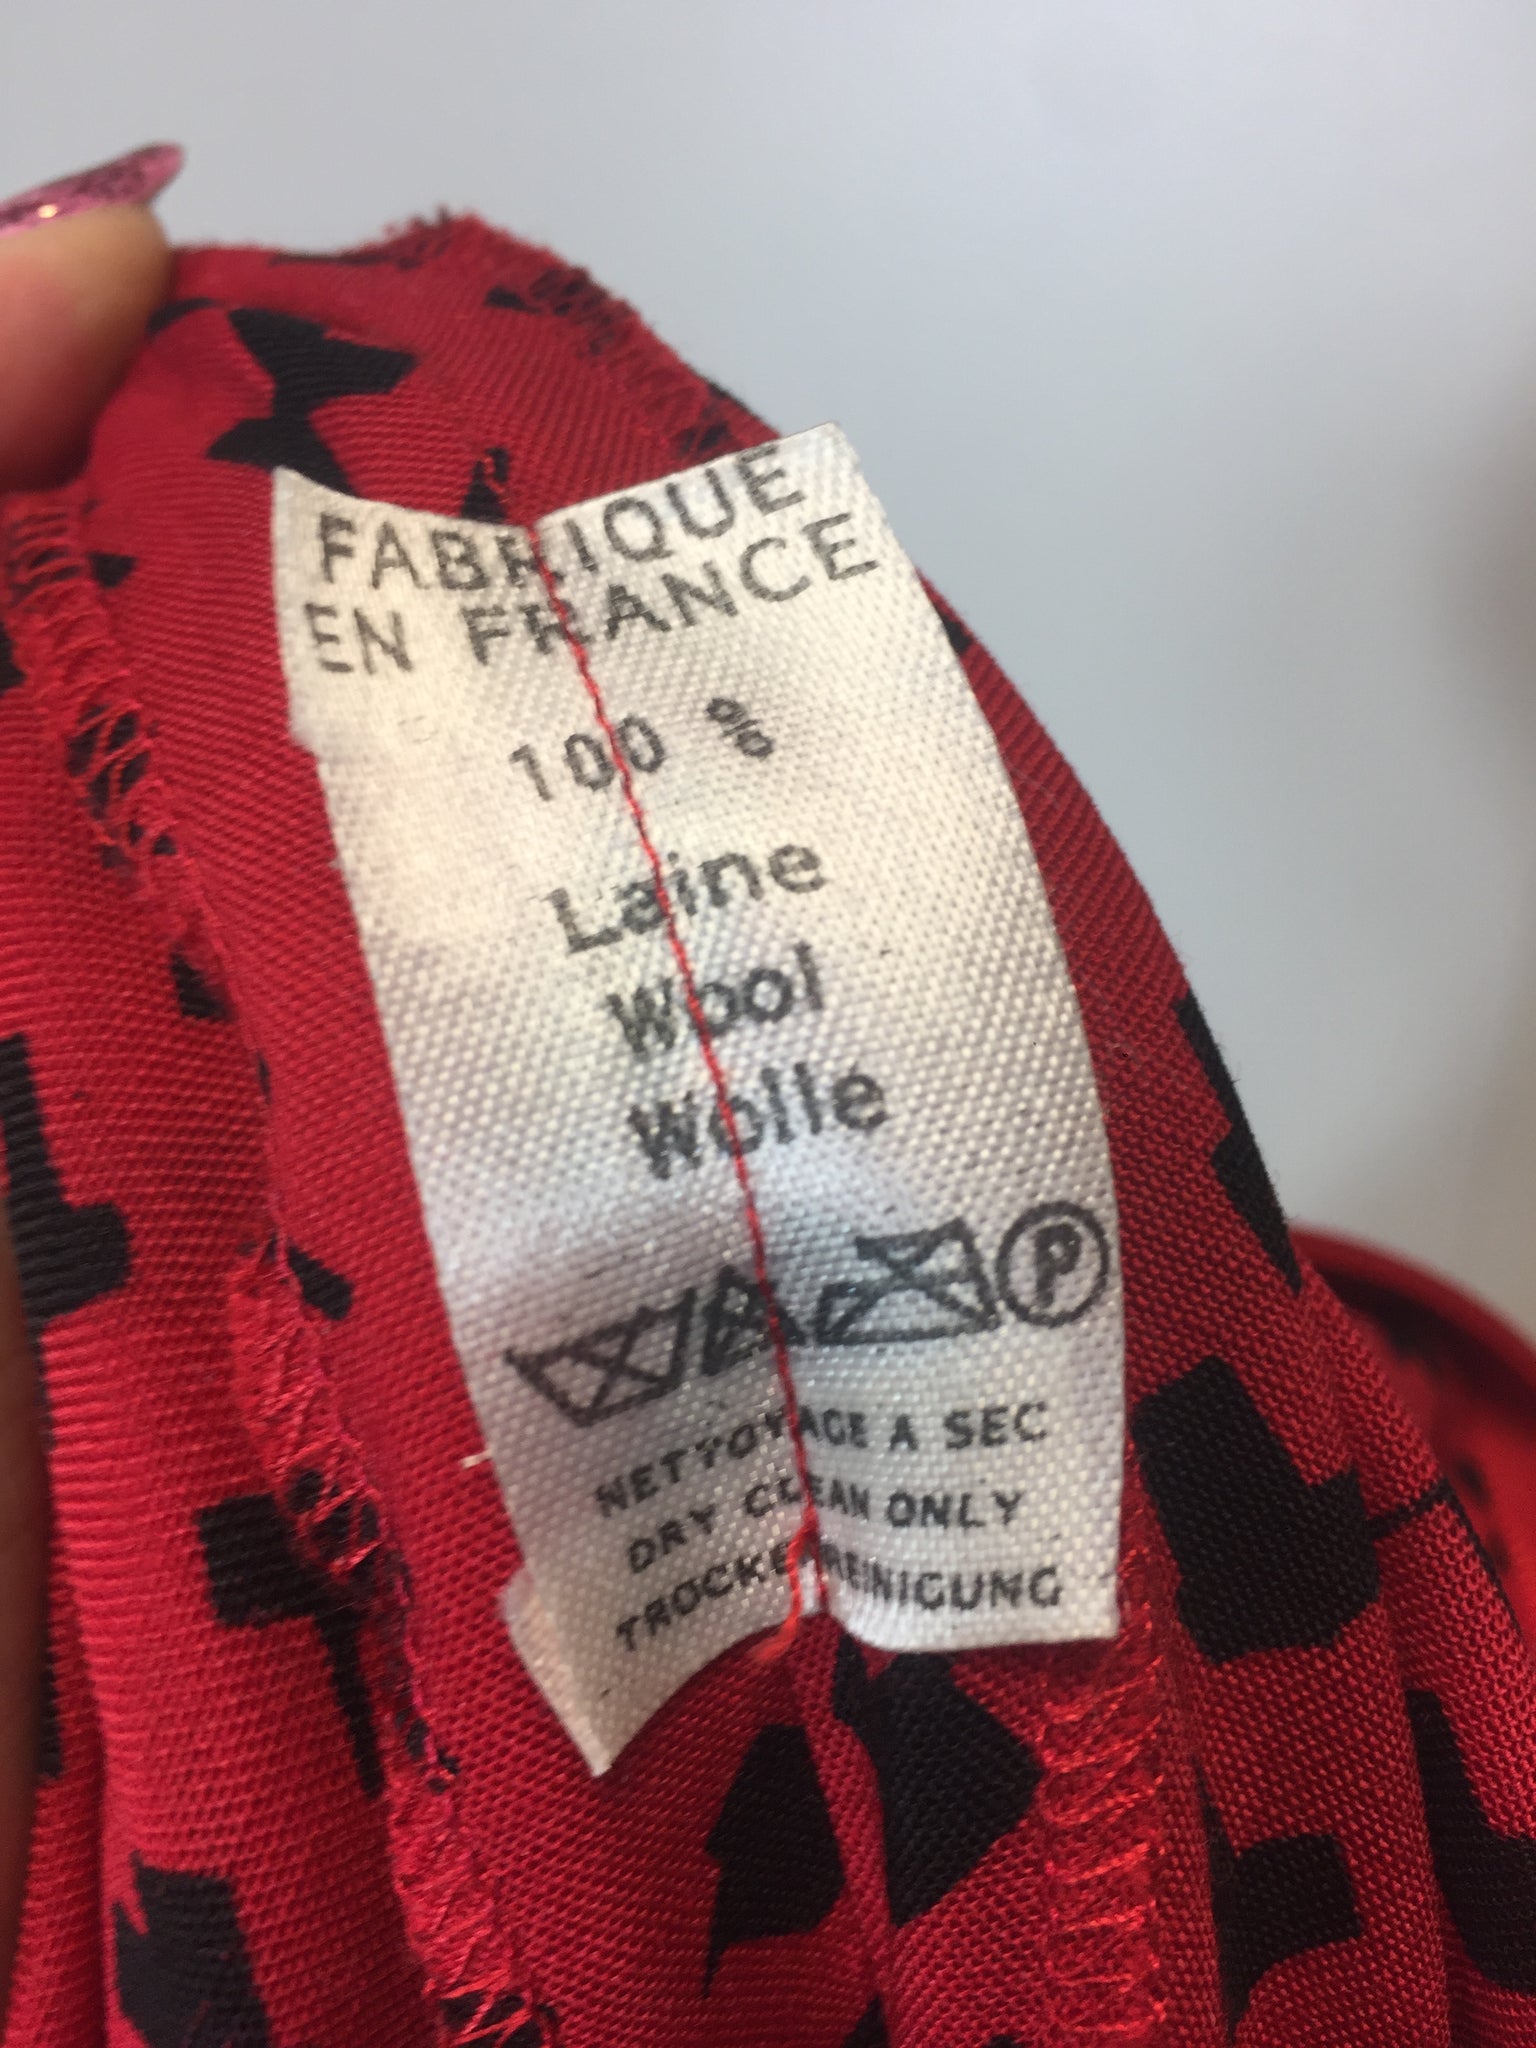 FABRIQUE
EN FRANCE
100 %
Laine
Wool
Wolle
P
NETTOYAGE A SEC
DRY CLEAN ONLY
TROCKENREINIGUNG